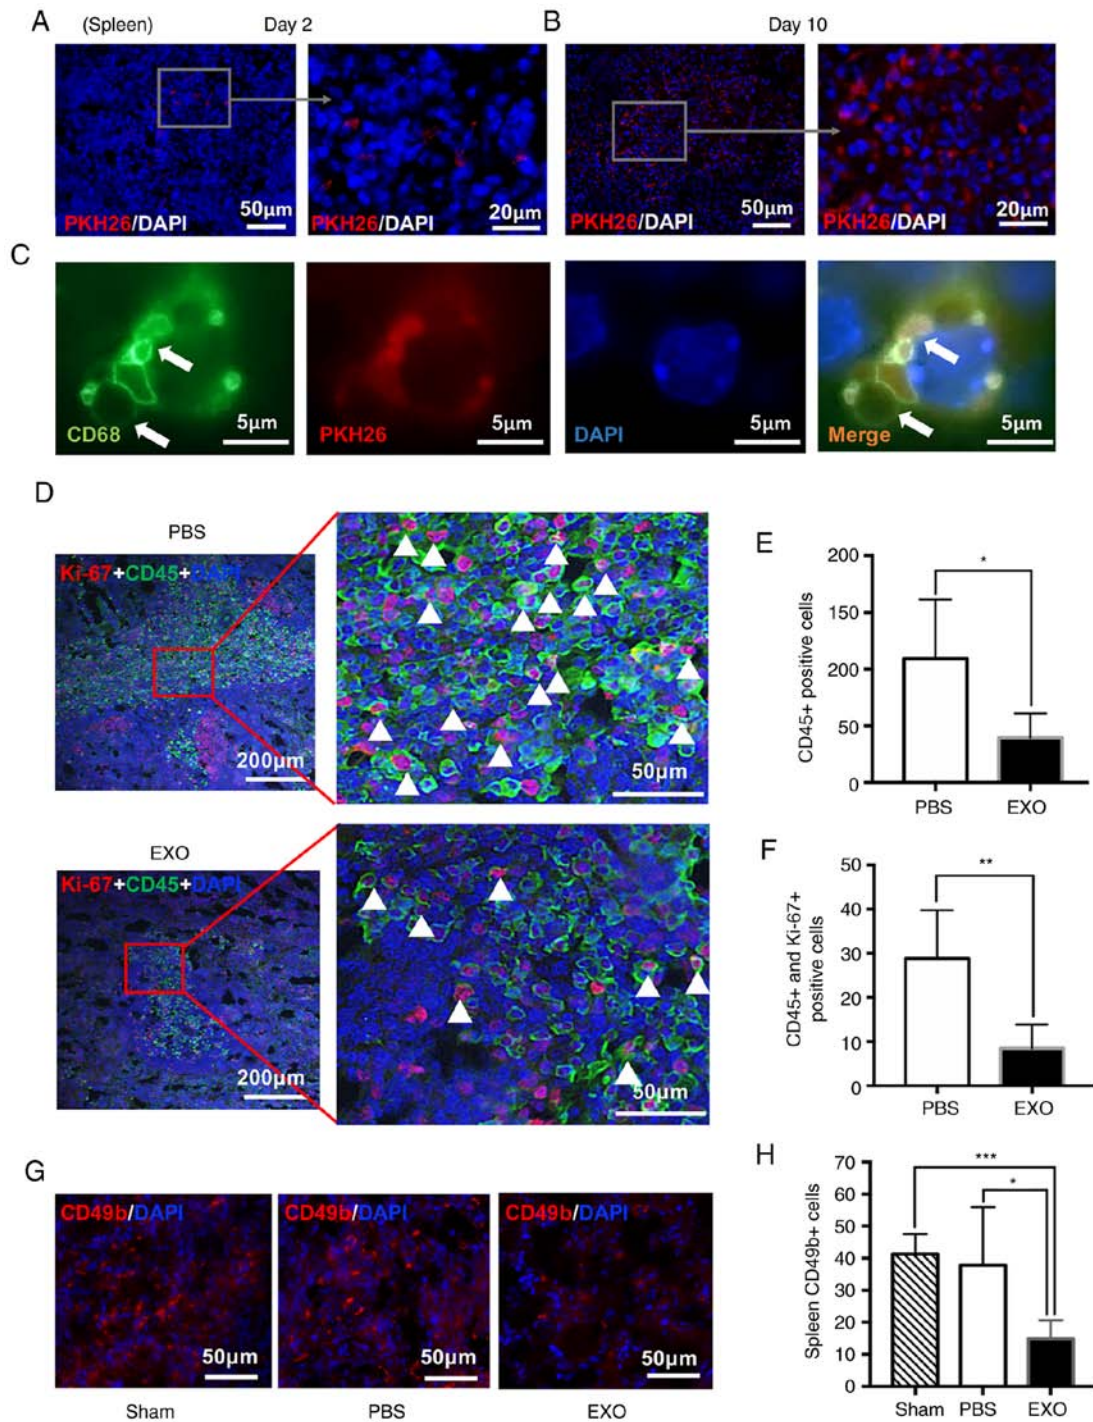 A (Spleen) Day 2 B Day 10
PKH26/DAPI 50µm PKH26/DAPI 20µm PKH26/DAPI 50µm PKH26/DAPI 20µm
C
CD68 5µm PKH26 5µm DAPI 5µm Merge 5µm
D
PBS
Ki-67+CD45+DAPI
200µm
50µm
EXO
Ki-67+CD45+DAPI
200µm
50µm
E
CD45+ positive cells
200
150
200
50
0
*
PBS EXO
F
CD45+ and Ki-67+
positive cells
50
40
30
20
10
0
**
PBS EXO
G
CD49b/DAPI CD49b/DAPI CD49b/DAPI
50µm 50µm 50µm
Sham PBS EXO
H
Spleen CD49b+ cells
70
60
50
40
30
20
10
0
***
*
Sham PBS EXO